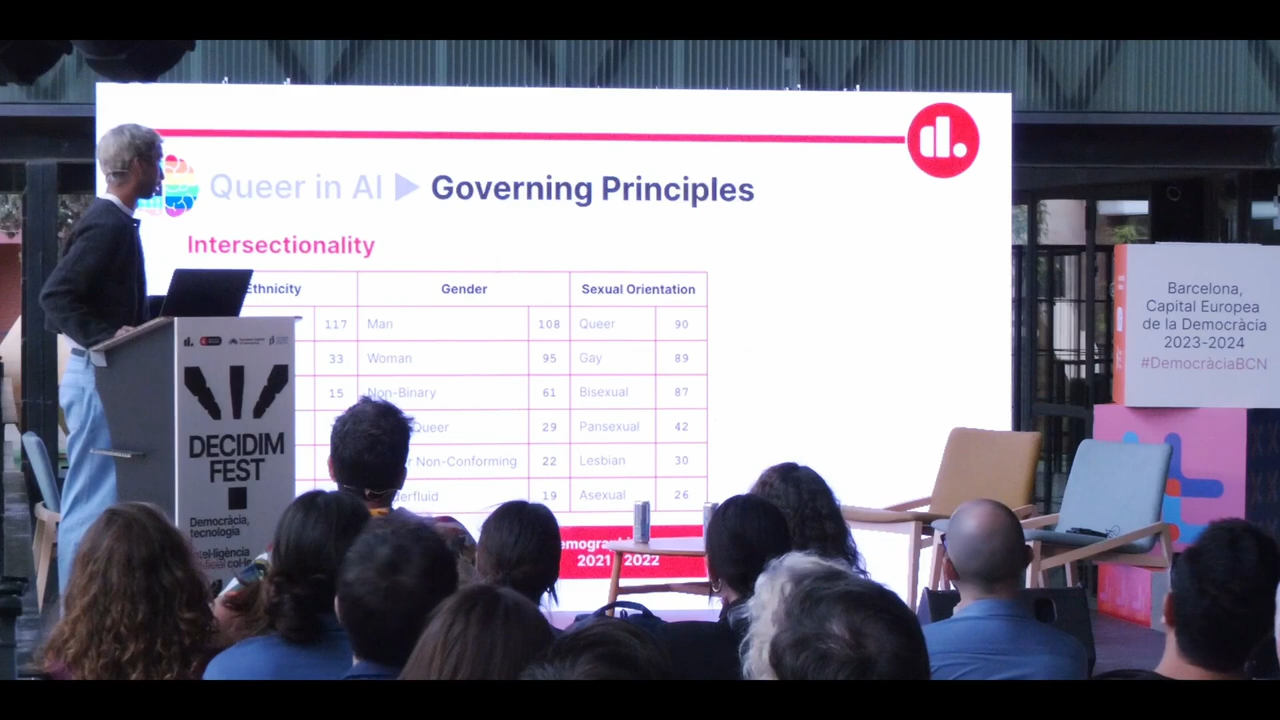 d.
Queer in AI ▶ Governing Principles
Intersectionality
Ethnicity Gender Sexual Orientation
117 Man 108 Queer 90
33 Woman 95 Gay 89
15 Non-Binary 61 Bisexual 87
Queer 29 Pansexual 42
Non-Conforming 22 Lesbian 30
19 Asexual 26
2021 2022
DECIDIM
FEST
Democràcia,
tecnologia
Barcelona,
Capital Europea
de la Democràcia
2023-2024
#DemocràciaBCN